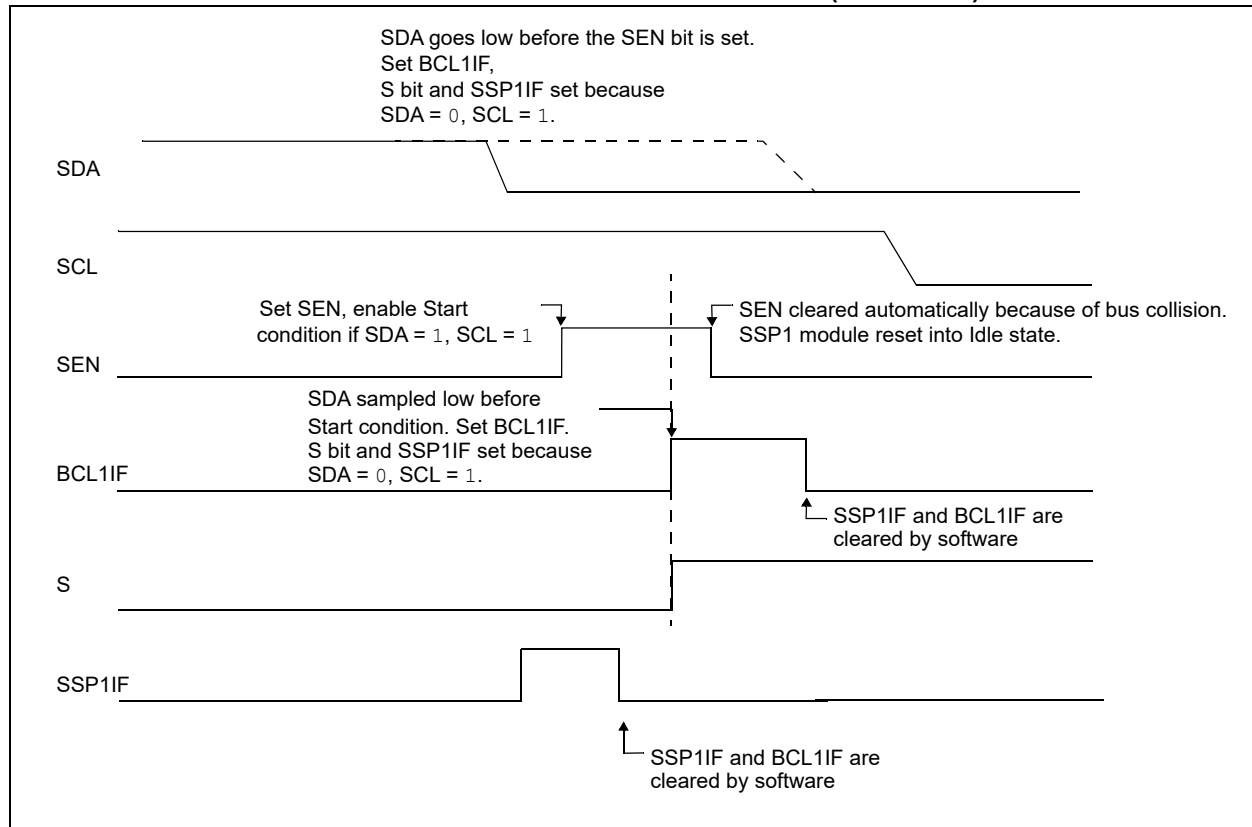 SDA goes low before the SEN bit is set.
Set BCL1IF,
S bit and SSP1IF set because
SDA = 0, SCL = 1.
SDA
SCL
Set SEN, enable Start
condition if SDA = 1, SCL = 1
SEN cleared automatically because of bus collision.
SSP1 module reset into Idle state.
SEN
SDA sampled low before
Start condition. Set BCL1IF.
S bit and SSP1IF set because
SDA = 0, SCL = 1.
BCL1IF
SSP1IF and BCL1IF are
cleared by software
S
SSP1IF
SSP1IF and BCL1IF are
cleared by software